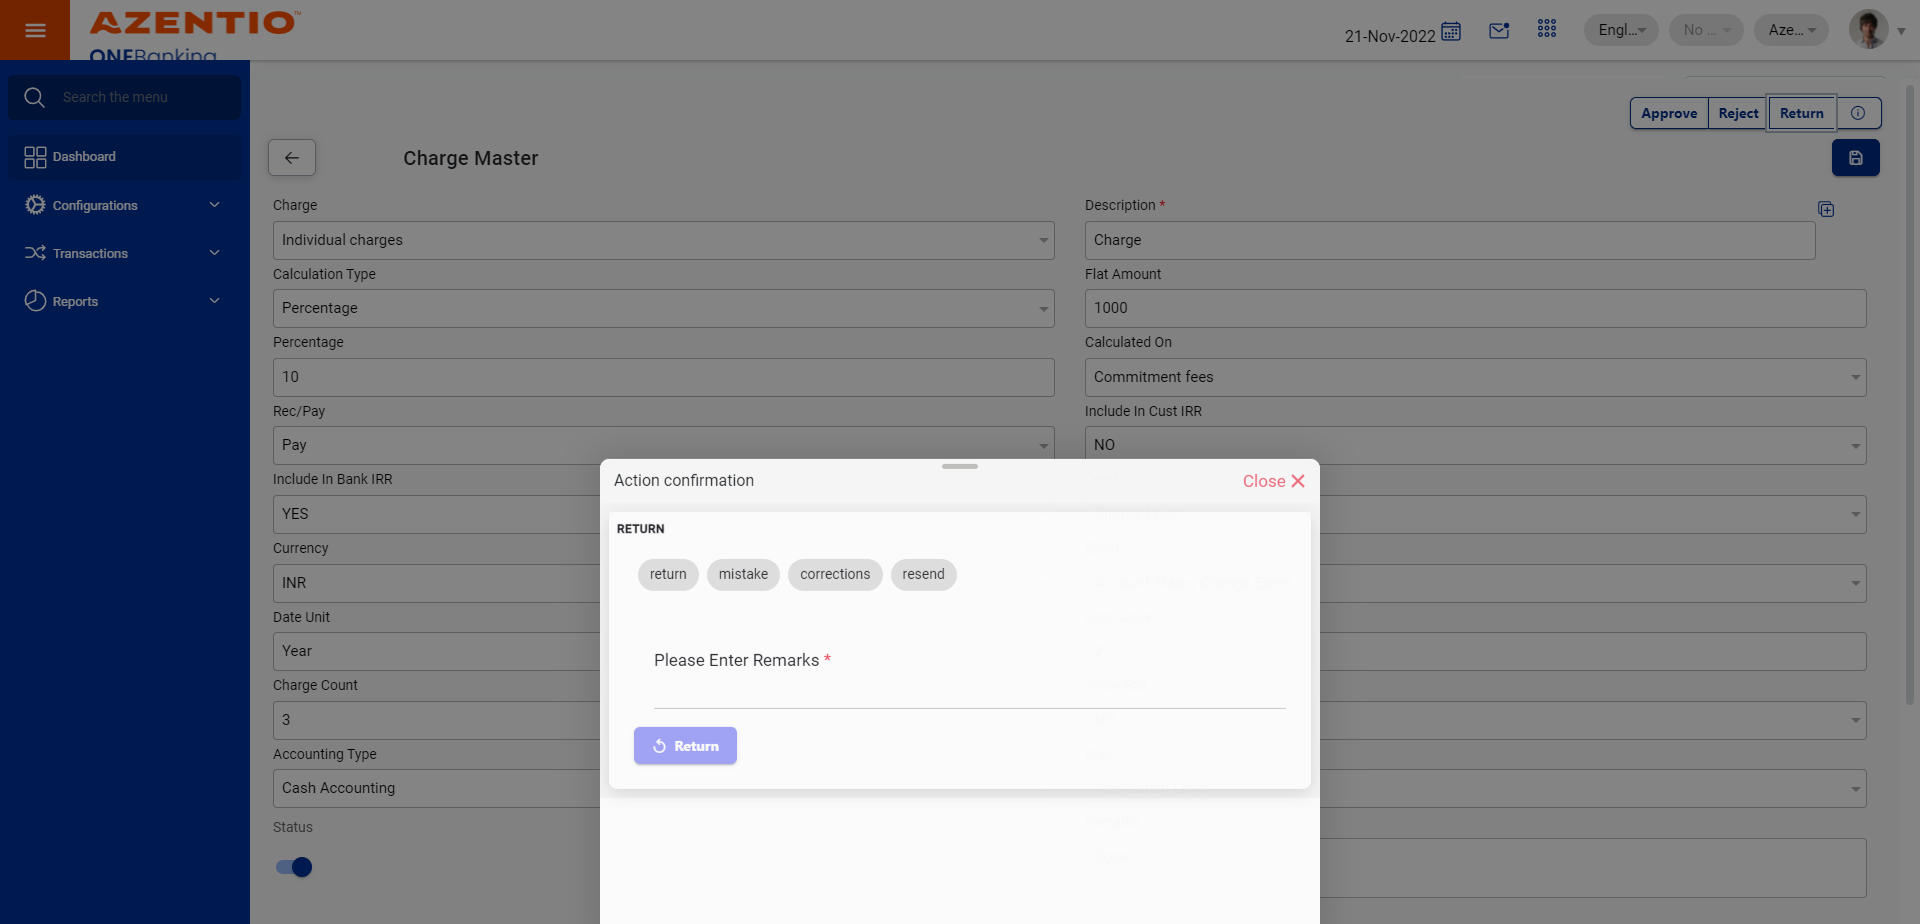 AZENTIO™
ONEBanking
21-Nov-2022
Engl...
No ...
Aze...
Search the menu
Dashboard
Configurations
Transactions
Reports
Approve
Reject
Return
Charge Master
Charge
Description *
Individual charges
Charge
Calculation Type
Flat Amount
Percentage
1000
Percentage
Calculated On
10
Commitment fees
Rec/Pay
Include In Cust IRR
Pay
NO
Include In Bank IRR
YES
Currency
INR
Date Unit
Year
Charge Count
3
Accounting Type
Cash Accounting
Status
Action confirmation
Close
RETURN
return
mistake
corrections
resend
Please Enter Remarks *
Return